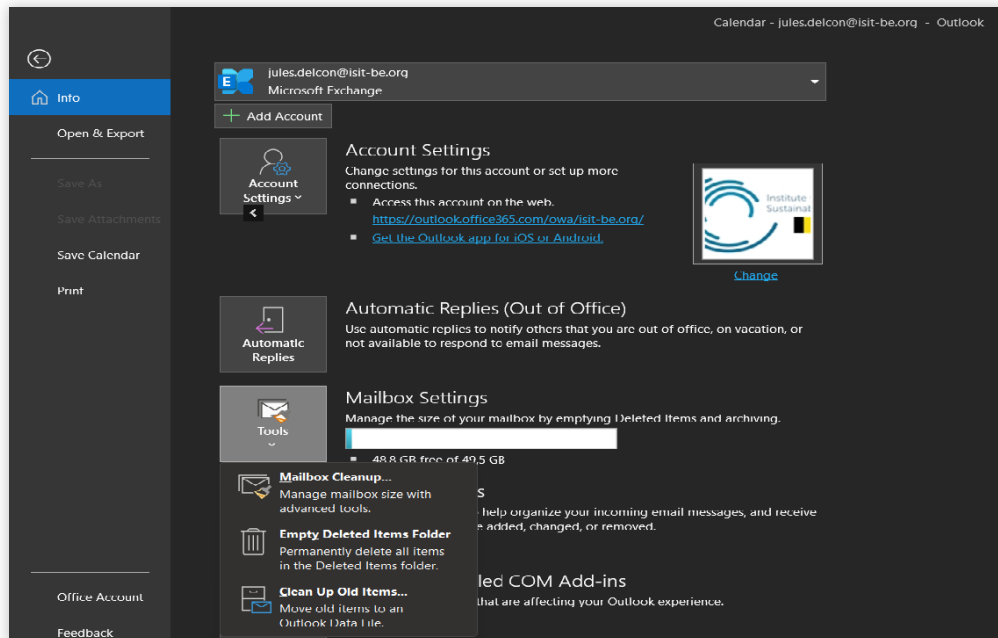 Calendar - jules.delcon@isit-be.org - Outlook
Info
Open & Export
Save As
Save Attachments
Save Calendar
Print
Office Account
Feedback
jules.delcon@isit-be.org
Microsoft Exchange
Add Account
Account
Settings
Account Settings
Change settings for this account or set up more
connections.
Access this account on the web.
https://outlook.office365.com/owa/isit-be.org/
Get the Outlook app for iOS or Android.
Institute
Sustainat
Change
Automatic
Replies
Automatic Replies (Out of Office)
Use automatic replies to notify others that you are out of office, on vacation, or
not available to respond to email messages.
Tools
Mailbox Settings
Manage the size of your mailbox by emptying Deleted Items and archiving.
48.8 GB free of 49.5 GB
Mailbox Cleanup...
Manage mailbox size with
advanced tools.
Empty Deleted Items Folder
Permanently delete all items
in the Deleted Items folder.
Clean Up Old Items...
Move old items to an
Outlook Data File.
s
help organize your incoming email messages, and receive
e added, changed, or removed.
led COM Add-ins
that are affecting your Outlook experience.